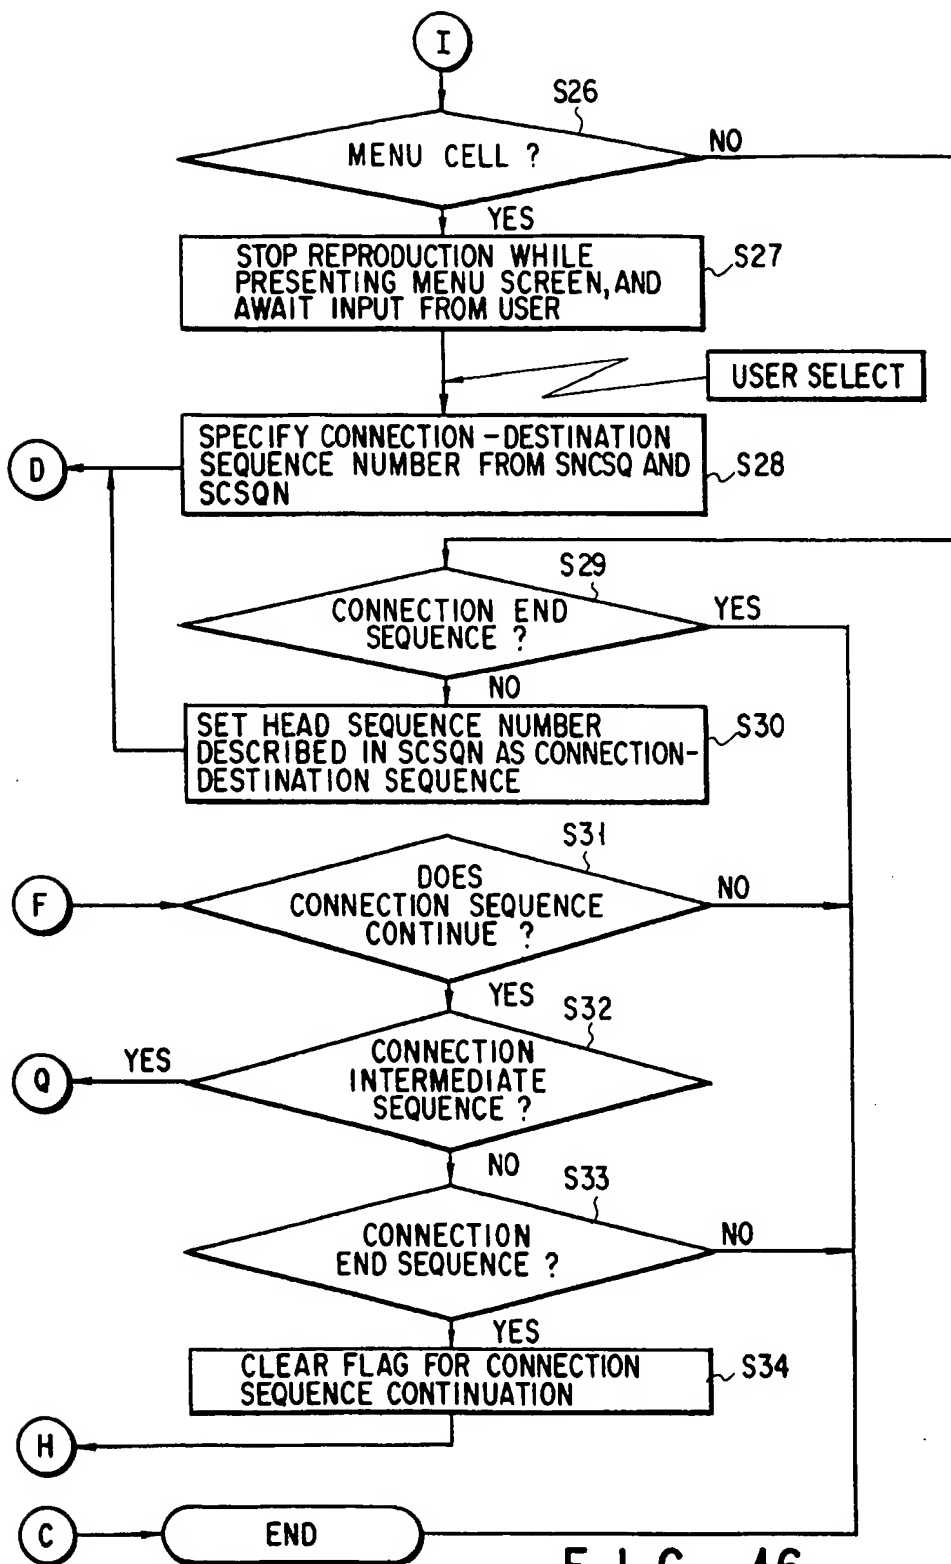 I
S26
MENU CELL ?
NO
YES
STOP REPRODUCTION WHILE
PRESENTING MENU SCREEN, AND
AWAIT INPUT FROM USER
S27
USER SELECT
SPECIFY CONNECTION-DESTINATION
SEQUENCE NUMBER FROM SNCSQ AND
SCSQN
S28
D
S29
CONNECTION END
SEQUENCE ?
YES
NO
SET HEAD SEQUENCE NUMBER
DESCRIBED IN SCSQN AS CONNECTION-
DESTINATION SEQUENCE
S30
S31
F
DOES
CONNECTION SEQUENCE
CONTINUE ?
NO
YES
S32
Q
YES
CONNECTION
INTERMEDIATE
SEQUENCE ?
NO
S33
CONNECTION
END SEQUENCE ?
NO
YES
CLEAR FLAG FOR CONNECTION
SEQUENCE CONTINUATION
S34
H
C
END
FIG. 46